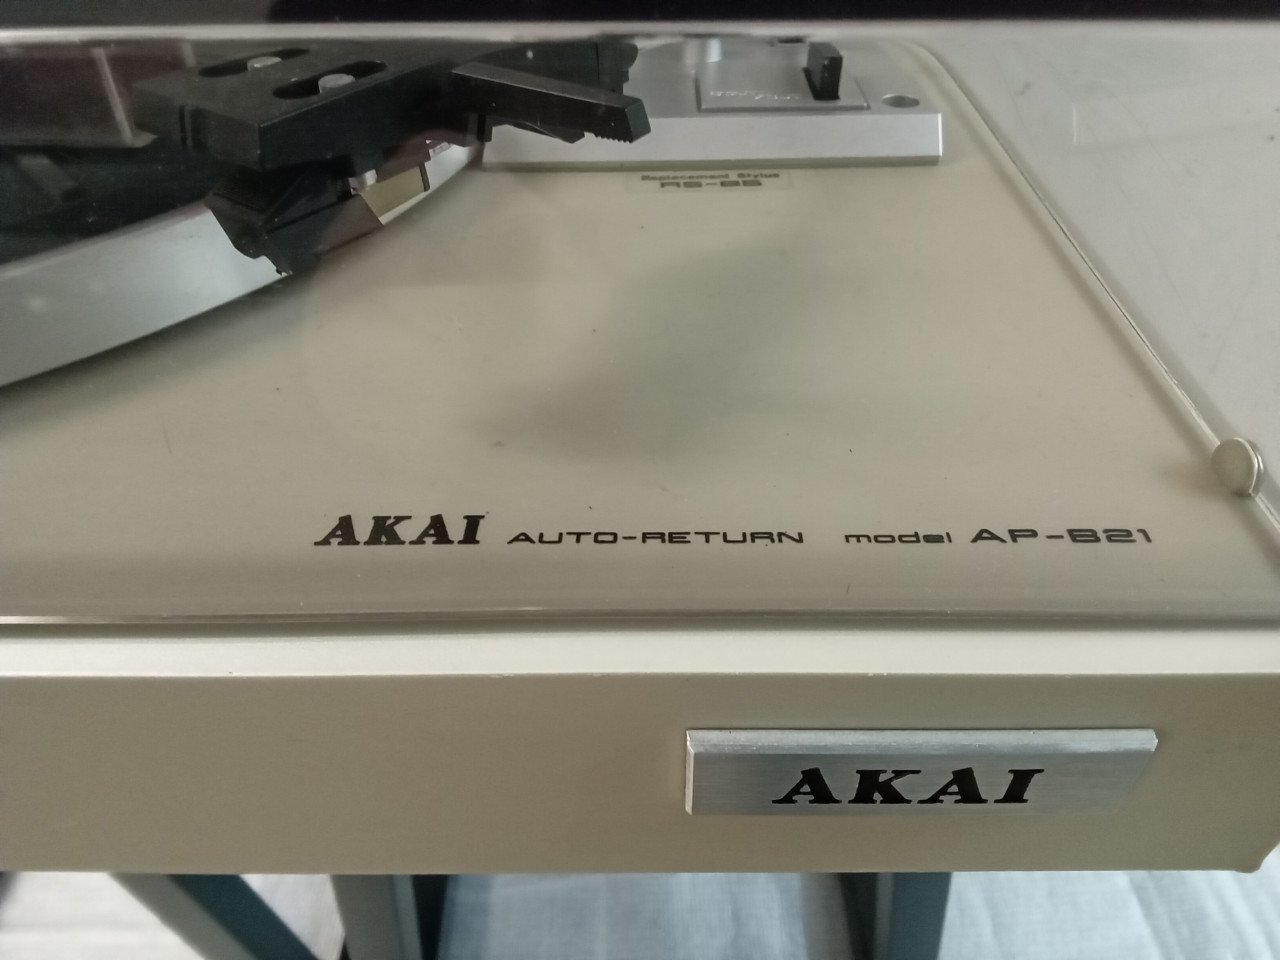 Replacement Stylus
RS-85
AKAI AUTO-RETURN model AP-B21
AKAI